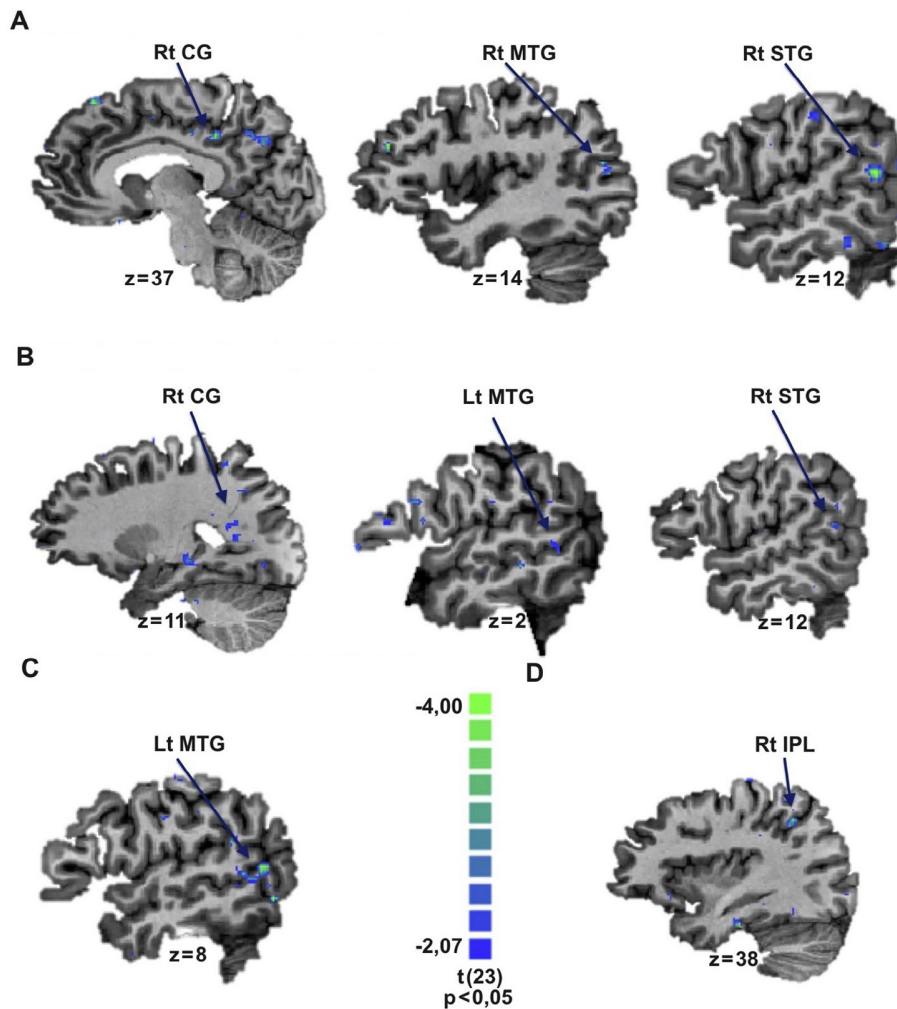 A
Rt CG
Rt MTG
Rt STG
z=37
z=14
z=12
B
Rt CG
Lt MTG
Rt STG
z=11
z=2
z=12
C
D
Lt MTG
-4,00
Rt IPL
-2,07
z=8
t(23)
p<0,05
z=38